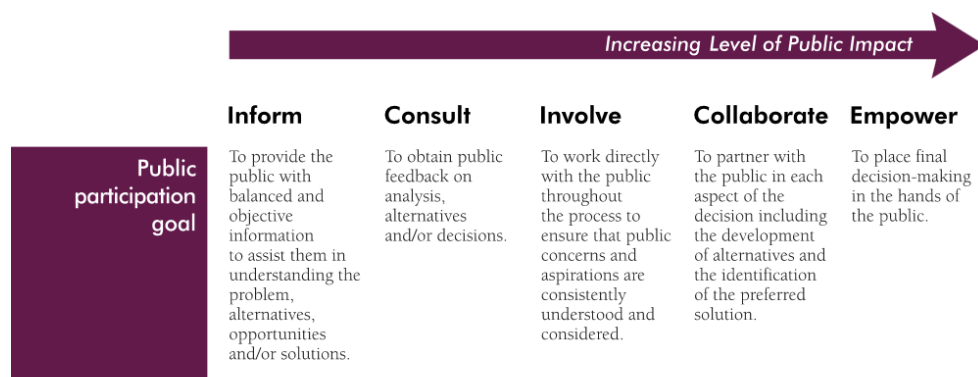 Increasing Level of Public Impact
Inform
Consult
Involve
Collaborate
Empower
Public
participation
goal
To provide the
public with
balanced and
objective
information
to assist them in
understanding the
problem,
alternatives,
opportunities
and/or solutions.
To obtain public
feedback on
analysis,
alternatives
and/or decisions.
To work directly
with the public
throughout
the process to
ensure that public
concerns and
aspirations are
consistently
understood and
considered.
To partner with
the public in each
aspect of the
decision including
the development
of alternatives and
the identification
of the preferred
solution.
To place final
decision-making
in the hands of
the public.